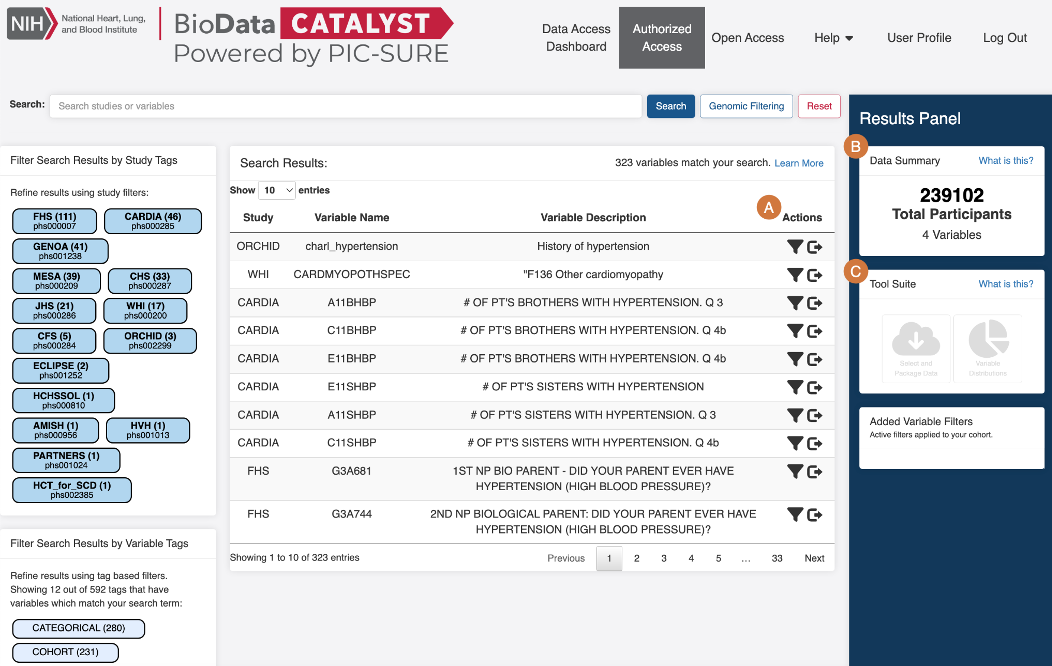 NIH National Heart, Lung, and Blood Institute
BioData CATALYST
Powered by PIC-SURE
Data Access Dashboard
Authorized Access
Open Access
Help
User Profile
Log Out
Search: Search studies or variables Search Genomic Filtering Reset
Filter Search Results by Study Tags
Refine results using study filters:
FHS (111) phs000007
CARDIA (46) phs000285
GENOA (41) phs001238
MESA (39) phs000209
CHS (33) phs000287
JHS (21) phs000286
WHI (17) phs000200
CFS (5) phs000284
ORCHID (3) phs002299
ECLIPSE (2) phs001252
HCHSSOL (1) phs000810
AMISH (1) phs000956
HVH (1) phs001013
PARTNERS (1) phs001024
HCT_for_SCD (1) phs002385
Filter Search Results by Variable Tags
Refine results using tag based filters.
Showing 12 out of 592 tags that have
variables which match your search term:
CATEGORICAL (280)
COHORT (231)
Search Results: 323 variables match your search. Learn More
Show 10 entries
A
Study Variable Name Variable Description Actions
ORCHID charl_hypertension History of hypertension
WHI CARDMYOPOTHSPEC "F136 Other cardiomyopathy
CARDIA A11BHBP # OF PT'S BROTHERS WITH HYPERTENSION. Q 3
CARDIA C11BHBP # OF PT'S BROTHERS WITH HYPERTENSION. Q 4b
CARDIA E11BHBP # OF PT'S BROTHERS WITH HYPERTENSION. Q 4b
CARDIA E11SHBP # OF PT'S SISTERS WITH HYPERTENSION
CARDIA A11SHBP # OF PT'S SISTERS WITH HYPERTENSION. Q 3
CARDIA C11SHBP # OF PT'S SISTERS WITH HYPERTENSION. Q 4b
FHS G3A681 1ST NP BIO PARENT - DID YOUR PARENT EVER HAVE
HYPERTENSION (HIGH BLOOD PRESSURE)?
FHS G3A744 2ND NP BIOLOGICAL PARENT: DID YOUR PARENT EVER HAVE
HYPERTENSION (HIGH BLOOD PRESSURE)?
Showing 1 to 10 of 323 entries Previous 1 2 3 4 5 ... 33 Next
Results Panel
B
Data Summary What is this?
239102
Total Participants
4 Variables
C
Tool Suite What is this?
Select and Package Data
Variable Distributions
Added Variable Filters
Active filters applied to your cohort.